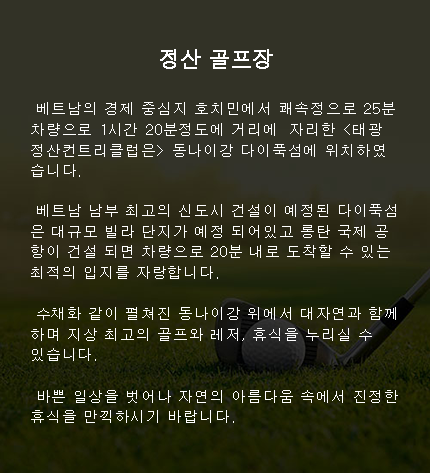 정산 골프장
베트남의 경제 중심지 호치민에서 쾌속정으로 25분
차량으로 1시간 20분정도에 거리에 자리한 <태광
정산컨트리클럽은> 동나이강 다이푹섬에 위치하였
습니다.
베트남 남부 최고의 신도시 건설이 예정된 다이푹섬
은 대규모 빌라 단지가 예정 되어있고 롱탄 국제 공
항이 건설 되면 차량으로 20분 내로 도착할 수 있는
최적의 입지를 자랑합니다.
수채화 같이 펼쳐진 동나이강 위에서 대자연과 함께
하며 지상 최고의 골프와 레저, 휴식을 누리실 수
있습니다.
바쁜 일상을 벗어나 자연의 아름다움 속에서 진정한
휴식을 만끽하시기 바랍니다.